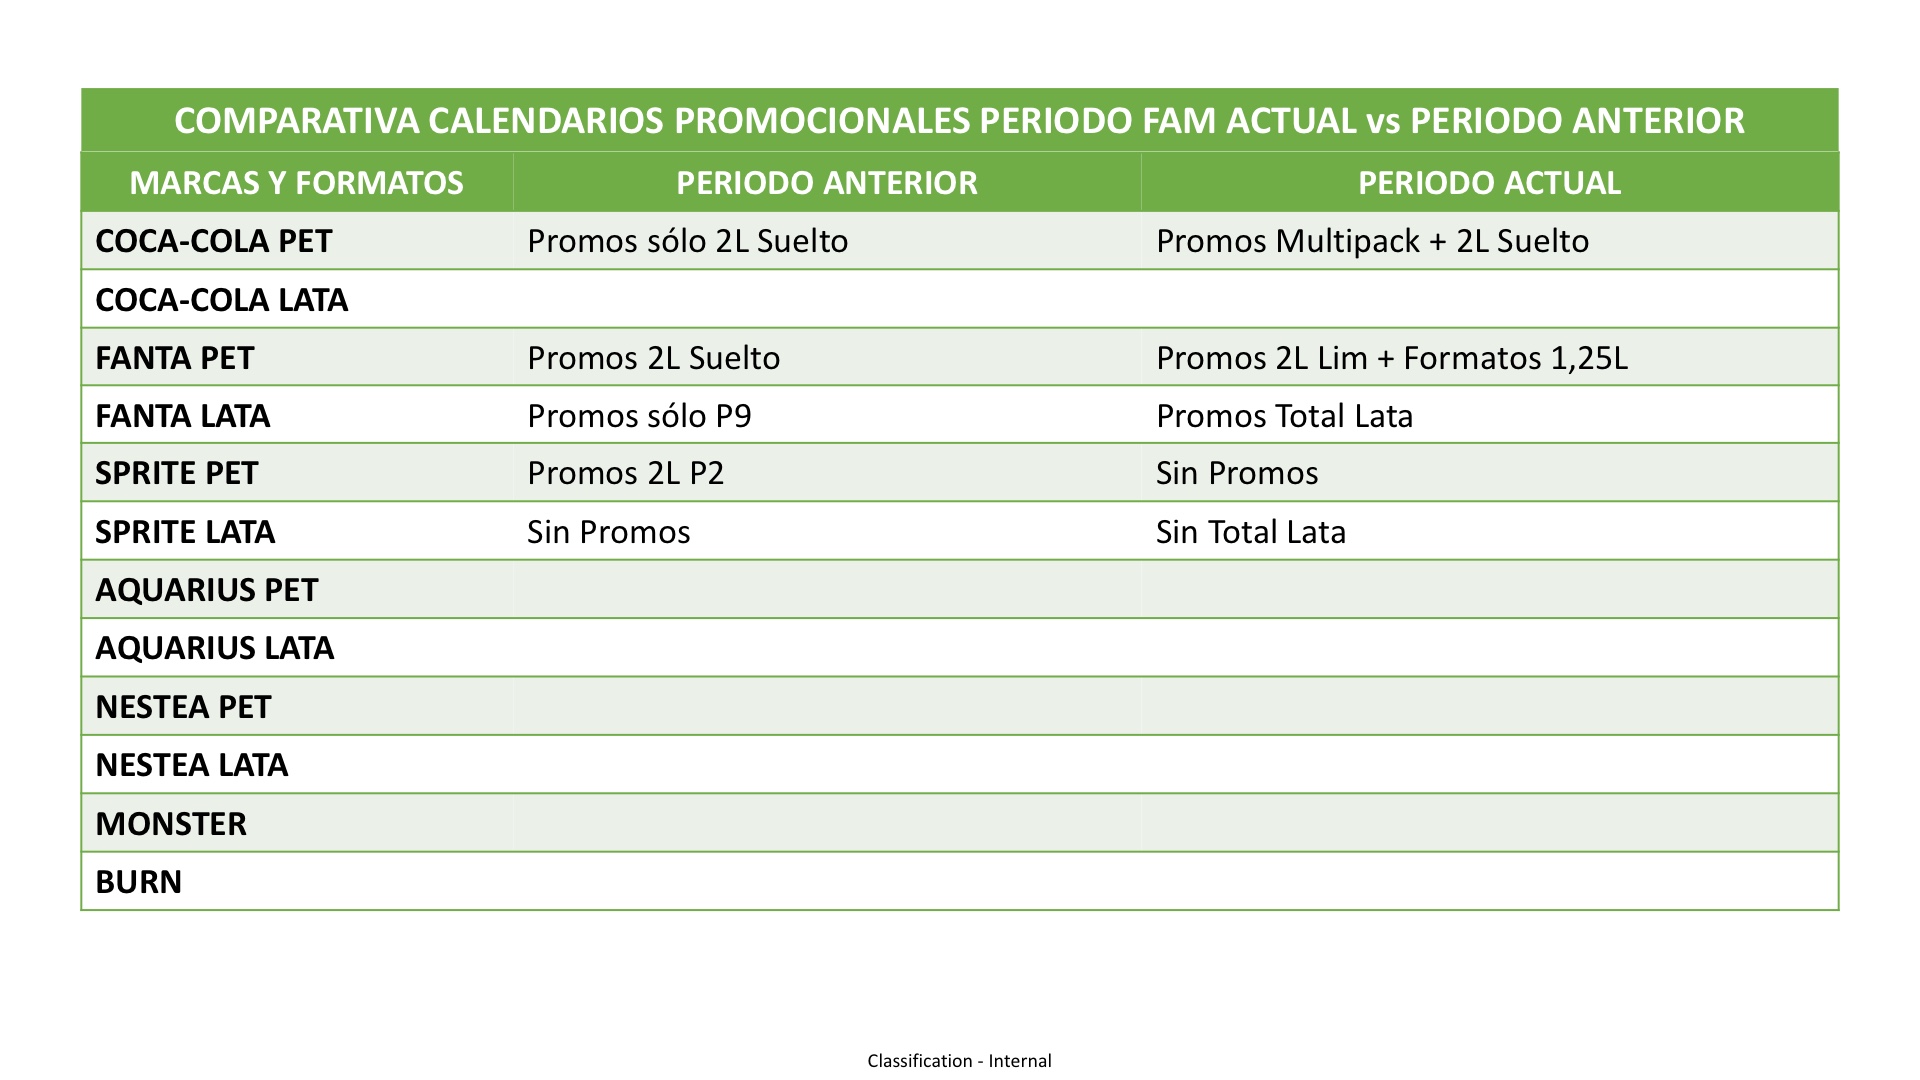 COMPARATIVA CALENDARIOS PROMOCIONALES PERIODO FAM ACTUAL vs PERIODO ANTERIOR
MARCAS Y FORMATOS PERIODO ANTERIOR PERIODO ACTUAL
COCA-COLA PET Promos sólo 2L Suelto Promos Multipack + 2L Suelto
COCA-COLA LATA
FANTA PET Promos 2L Suelto Promos 2L Lim + Formatos 1,25L
FANTA LATA Promos sólo P9 Promos Total Lata
SPRITE PET Promos 2L P2 Sin Promos
SPRITE LATA Sin Promos Sin Total Lata
AQUARIUS PET
AQUARIUS LATA
NESTEA PET
NESTEA LATA
MONSTER
BURN
Classification - Internal